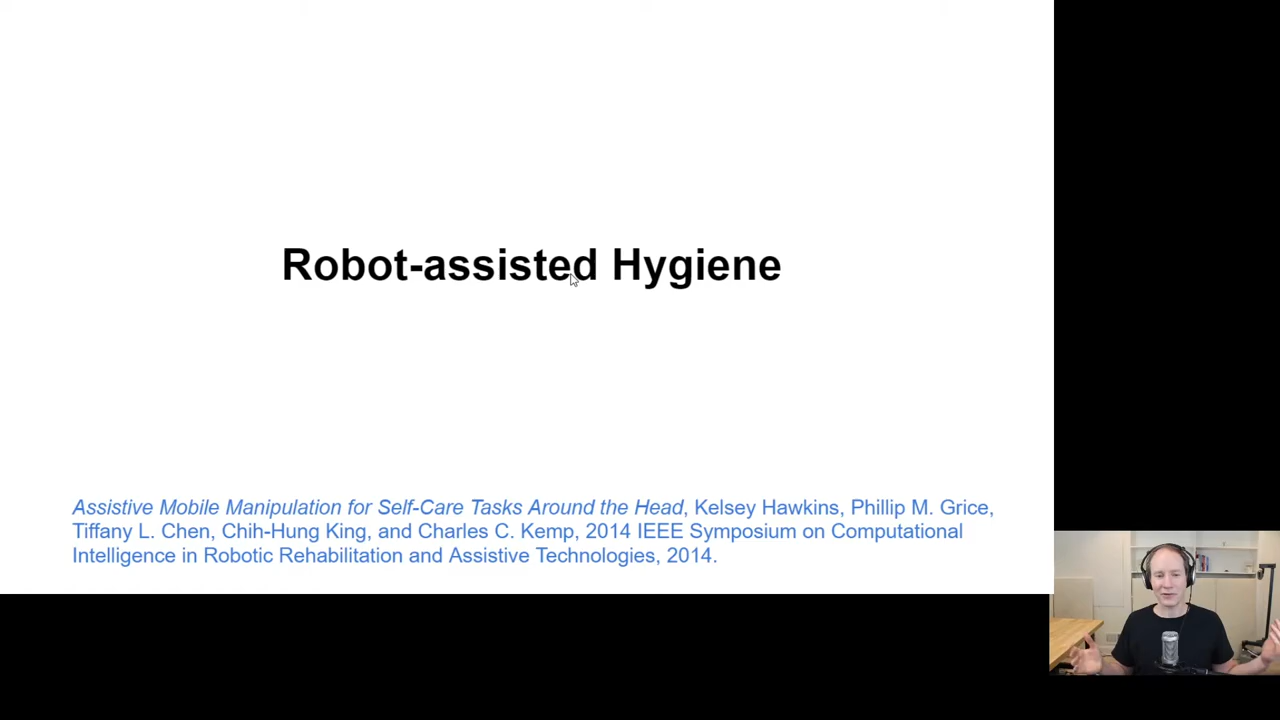 Robot-assisted Hygiene
Assistive Mobile Manipulation for Self-Care Tasks Around the Head, Kelsey Hawkins, Phillip M. Grice,
Tiffany L. Chen, Chih-Hung King, and Charles C. Kemp, 2014 IEEE Symposium on Computational
Intelligence in Robotic Rehabilitation and Assistive Technologies, 2014.